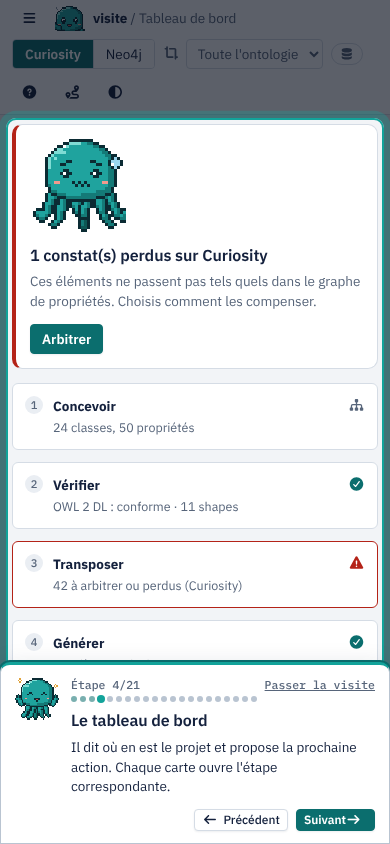 visite / Tableau de bord
Curiosity
Neo4j
Toute l'ontologie
1 constat(s) perdus sur Curiosity
Ces éléments ne passent pas tels quels dans le graphe
de propriétés. Choisis comment les compenser.
Arbitrer
1 Concevoir
24 classes, 50 propriétés
2 Vérifier
OWL 2 DL : conforme · 11 shapes
3 Transposer
42 à arbitrer ou perdus (Curiosity)
4 Générer
Étape 4/21
Passer la visite
Le tableau de bord
Il dit où en est le projet et propose la prochaine
action. Chaque carte ouvre l'étape
correspondante.
← Précédent
Suivant →